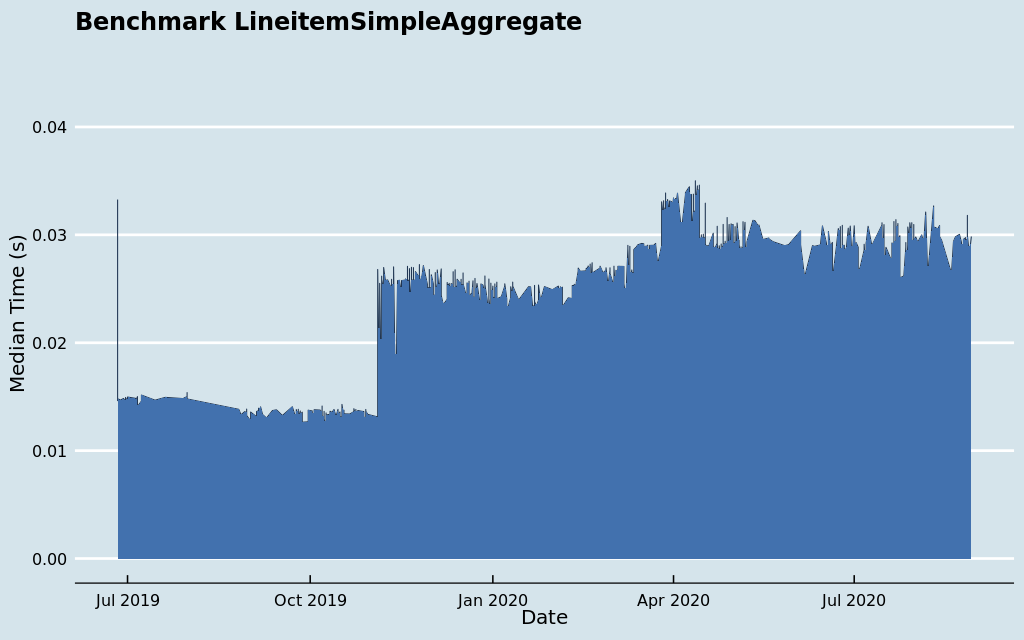 Benchmark LineitemSimpleAggregate
Median Time (s)
0.04
0.03
0.02
0.01
0.00
Jul 2019 Oct 2019 Jan 2020 Apr 2020 Jul 2020
Date